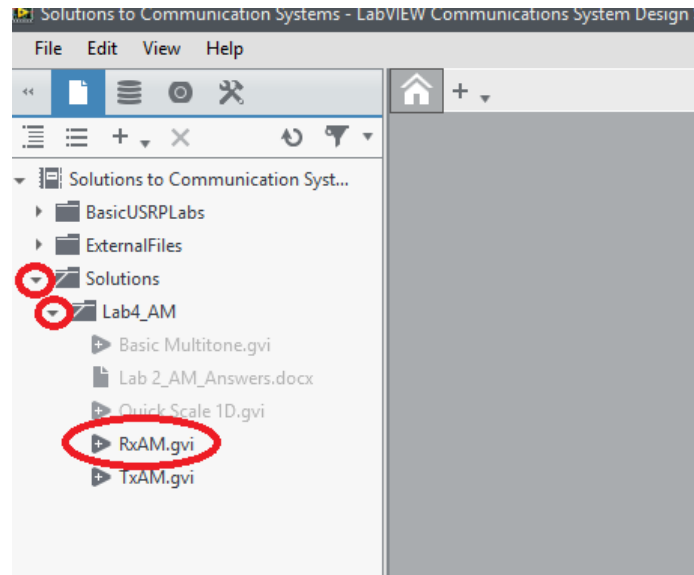 Solutions to Communication Systems - LabVIEW Communications System Design
File Edit View Help
Solutions to Communication Syst...
BasicUSRPLabs
ExternalFiles
Solutions
Lab4_AM
Basic Multitone.gvi
Lab 2_AM_Answers.docx
Quick Scale 1D.gvi
RxAM.gvi
TxAM.gvi